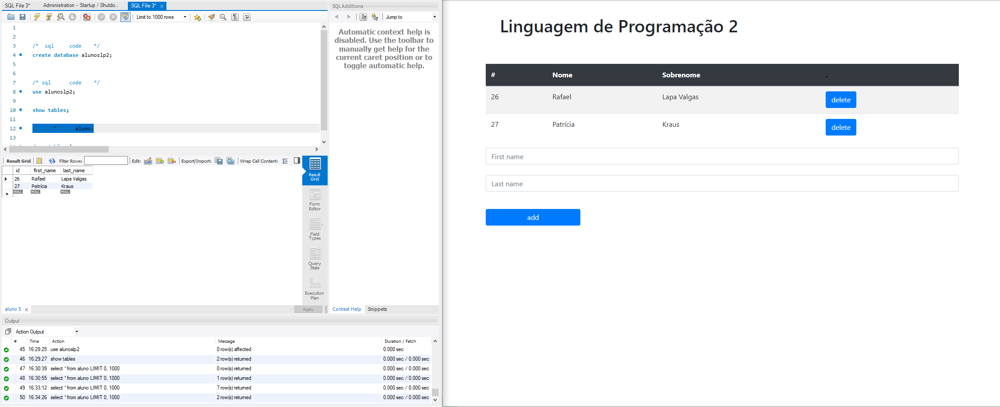 SQL File 3* Administration - Startup / Shutdo... SQL File 3*
Limit to 1000 rows
1
2
3 /* sql code */
4 create database alunoslp2;
5
6
7 /* sql code */
8 use alunoslp2;
9
10 show tables;
11
12 * aluno;
13
Result Grid Filter Rows: Edit: Export/Import: Wrap Cell Content:
id first_name last_name
26 Rafael Lapa Valgas
27 Patrícia Kraus
NULL NULL NULL
Result
Grid
Form
Editor
Field
Types
Query
Stats
Execution
Plan
aluno 5 Apply
SQLAdditions
Jump to
Automatic context help is
disabled. Use the toolbar to
manually get help for the
current caret position or to
toggle automatic help.
Context Help Snippets
Output
Action Output
# Time Action Message Duration / Fetch
45 16:29:25 use alunoslp2 0 row(s) affected 0.000 sec
46 16:29:27 show tables 2 row(s) returned 0.000 sec / 0.000 sec
47 16:30:39 select * from aluno LIMIT 0, 1000 0 row(s) returned 0.000 sec / 0.000 sec
48 16:30:55 select * from aluno LIMIT 0, 1000 1 row(s) returned 0.000 sec / 0.000 sec
49 16:33:12 select * from aluno LIMIT 0, 1000 7 row(s) returned 0.000 sec / 0.000 sec
50 16:34:26 select * from aluno LIMIT 0, 1000 2 row(s) returned 0.000 sec / 0.000 sec
Linguagem de Programação 2
# Nome Sobrenome .
26 Rafael Lapa Valgas delete
27 Patrícia Kraus delete
First name
Last name
add